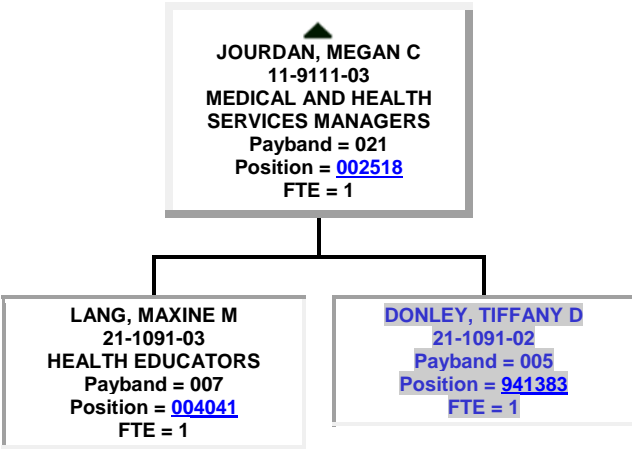 JOURDAN, MEGAN C
11-9111-03
MEDICAL AND HEALTH
SERVICES MANAGERS
Payband = 021
Position = 002518
FTE = 1
LANG, MAXINE M
21-1091-03
HEALTH EDUCATORS
Payband = 007
Position = 004041
FTE = 1
DONLEY, TIFFANY D
21-1091-02
Payband = 005
Position = 941383
FTE = 1